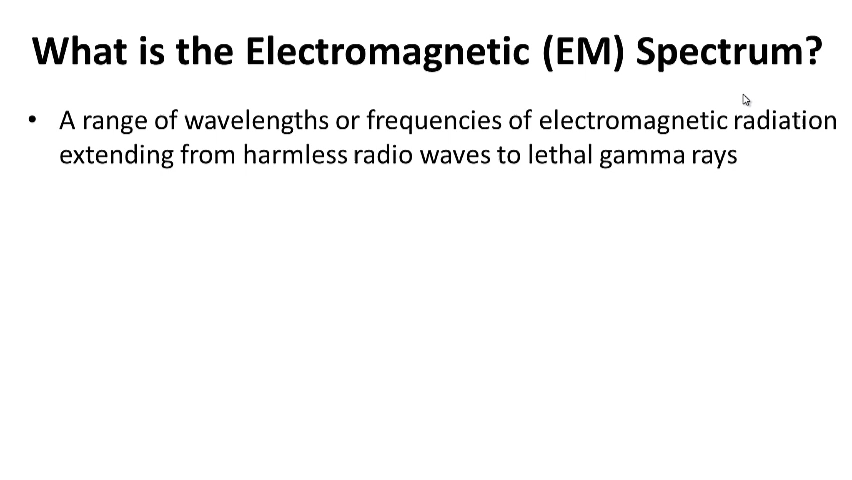 What is the Electromagnetic (EM) Spectrum?
• A range of wavelengths or frequencies of electromagnetic radiation
extending from harmless radio waves to lethal gamma rays